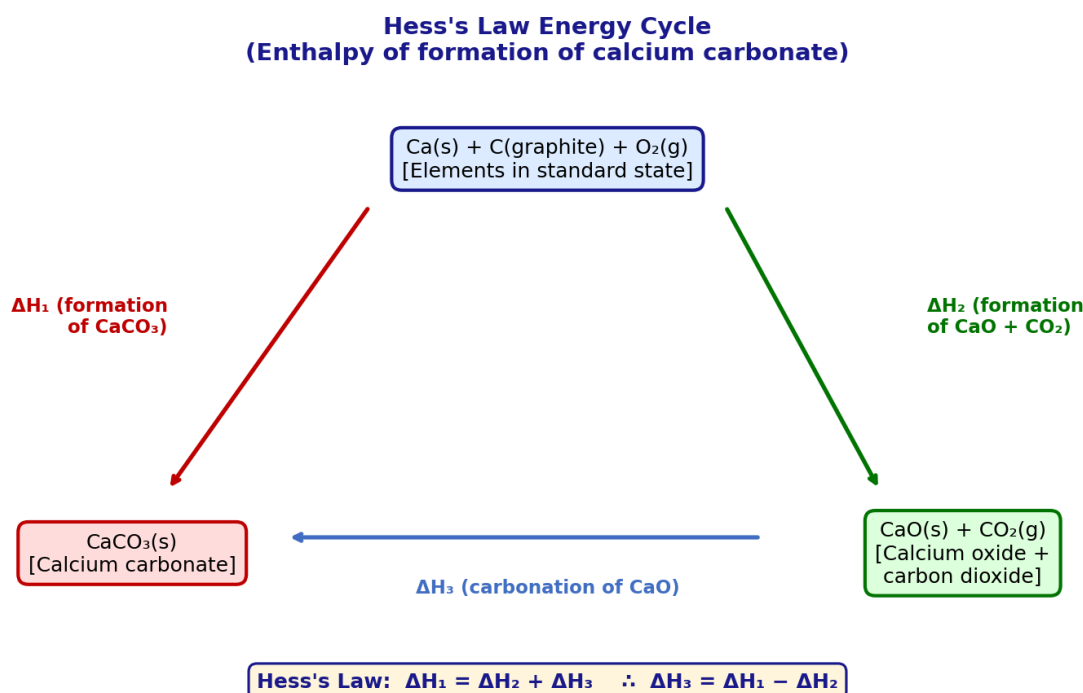 Hess's Law Energy Cycle
(Enthalpy of formation of calcium carbonate)
Ca(s) + C(graphite) + O₂(g)
[Elements in standard state]
ΔH₁ (formation
of CaCO₃)
ΔH₂ (formation
of CaO + CO₂)
CaCO₃(s)
[Calcium carbonate]
CaO(s) + CO₂(g)
[Calcium oxide +
carbon dioxide]
ΔH₃ (carbonation of CaO)
Hess's Law:  ΔH₁ = ΔH₂ + ΔH₃    ∴  ΔH₃ = ΔH₁ − ΔH₂